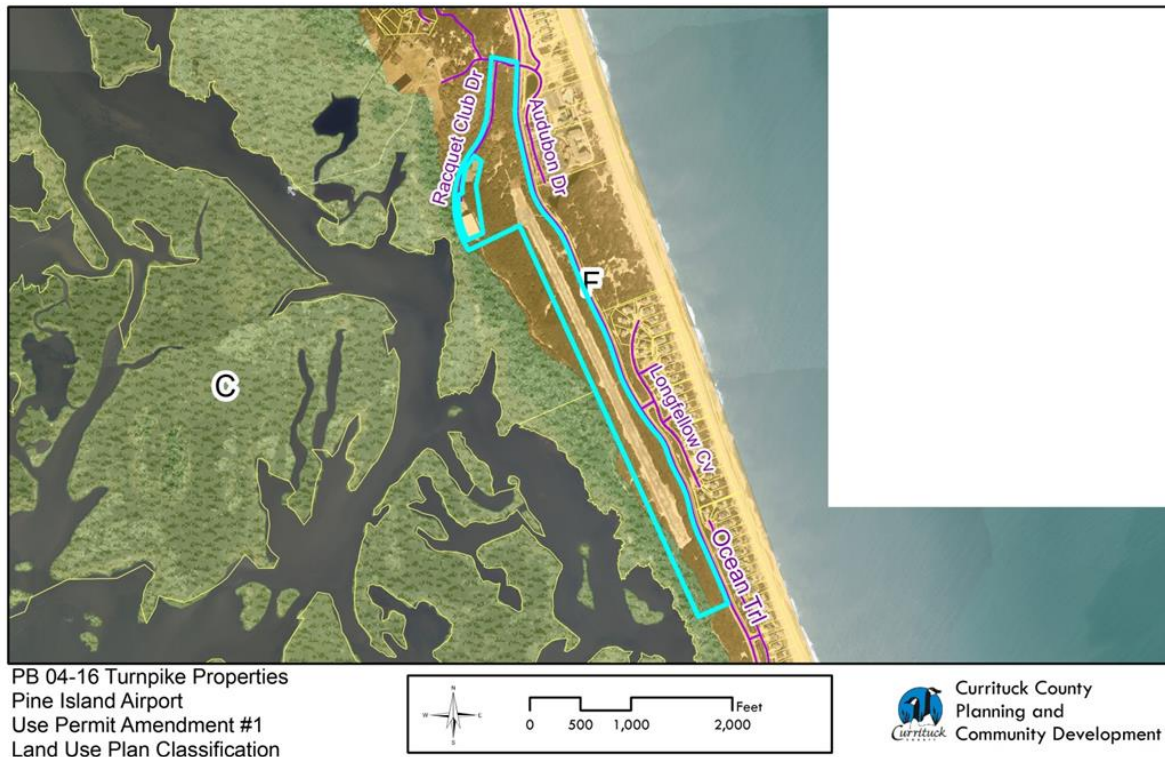 Racquet Club Dr
Audubon Dr
F
C
Longfellow Cv
Ocean Trl
PB 04-16 Turnpike Properties
Pine Island Airport
Use Permit Amendment #1
Land Use Plan Classification
N
W E
S
Feet
0 500 1,000 2,000
Currituck
COUNTY
Currituck County
Planning and
Community Development